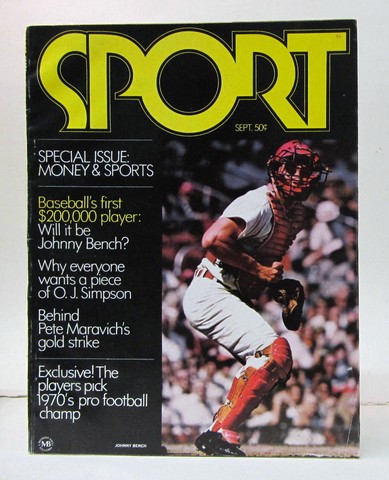 SPORT
SEPT. 50¢
SPECIAL ISSUE:
MONEY & SPORTS
Baseball's first
$200,000 player:
Will it be
Johnny Bench?
Why everyone
wants a piece
of O. J. Simpson
Behind
Pete Maravich's
gold strike
Exclusive! The
players pick
1970's pro football
champ
MB
JOHNNY BENCH